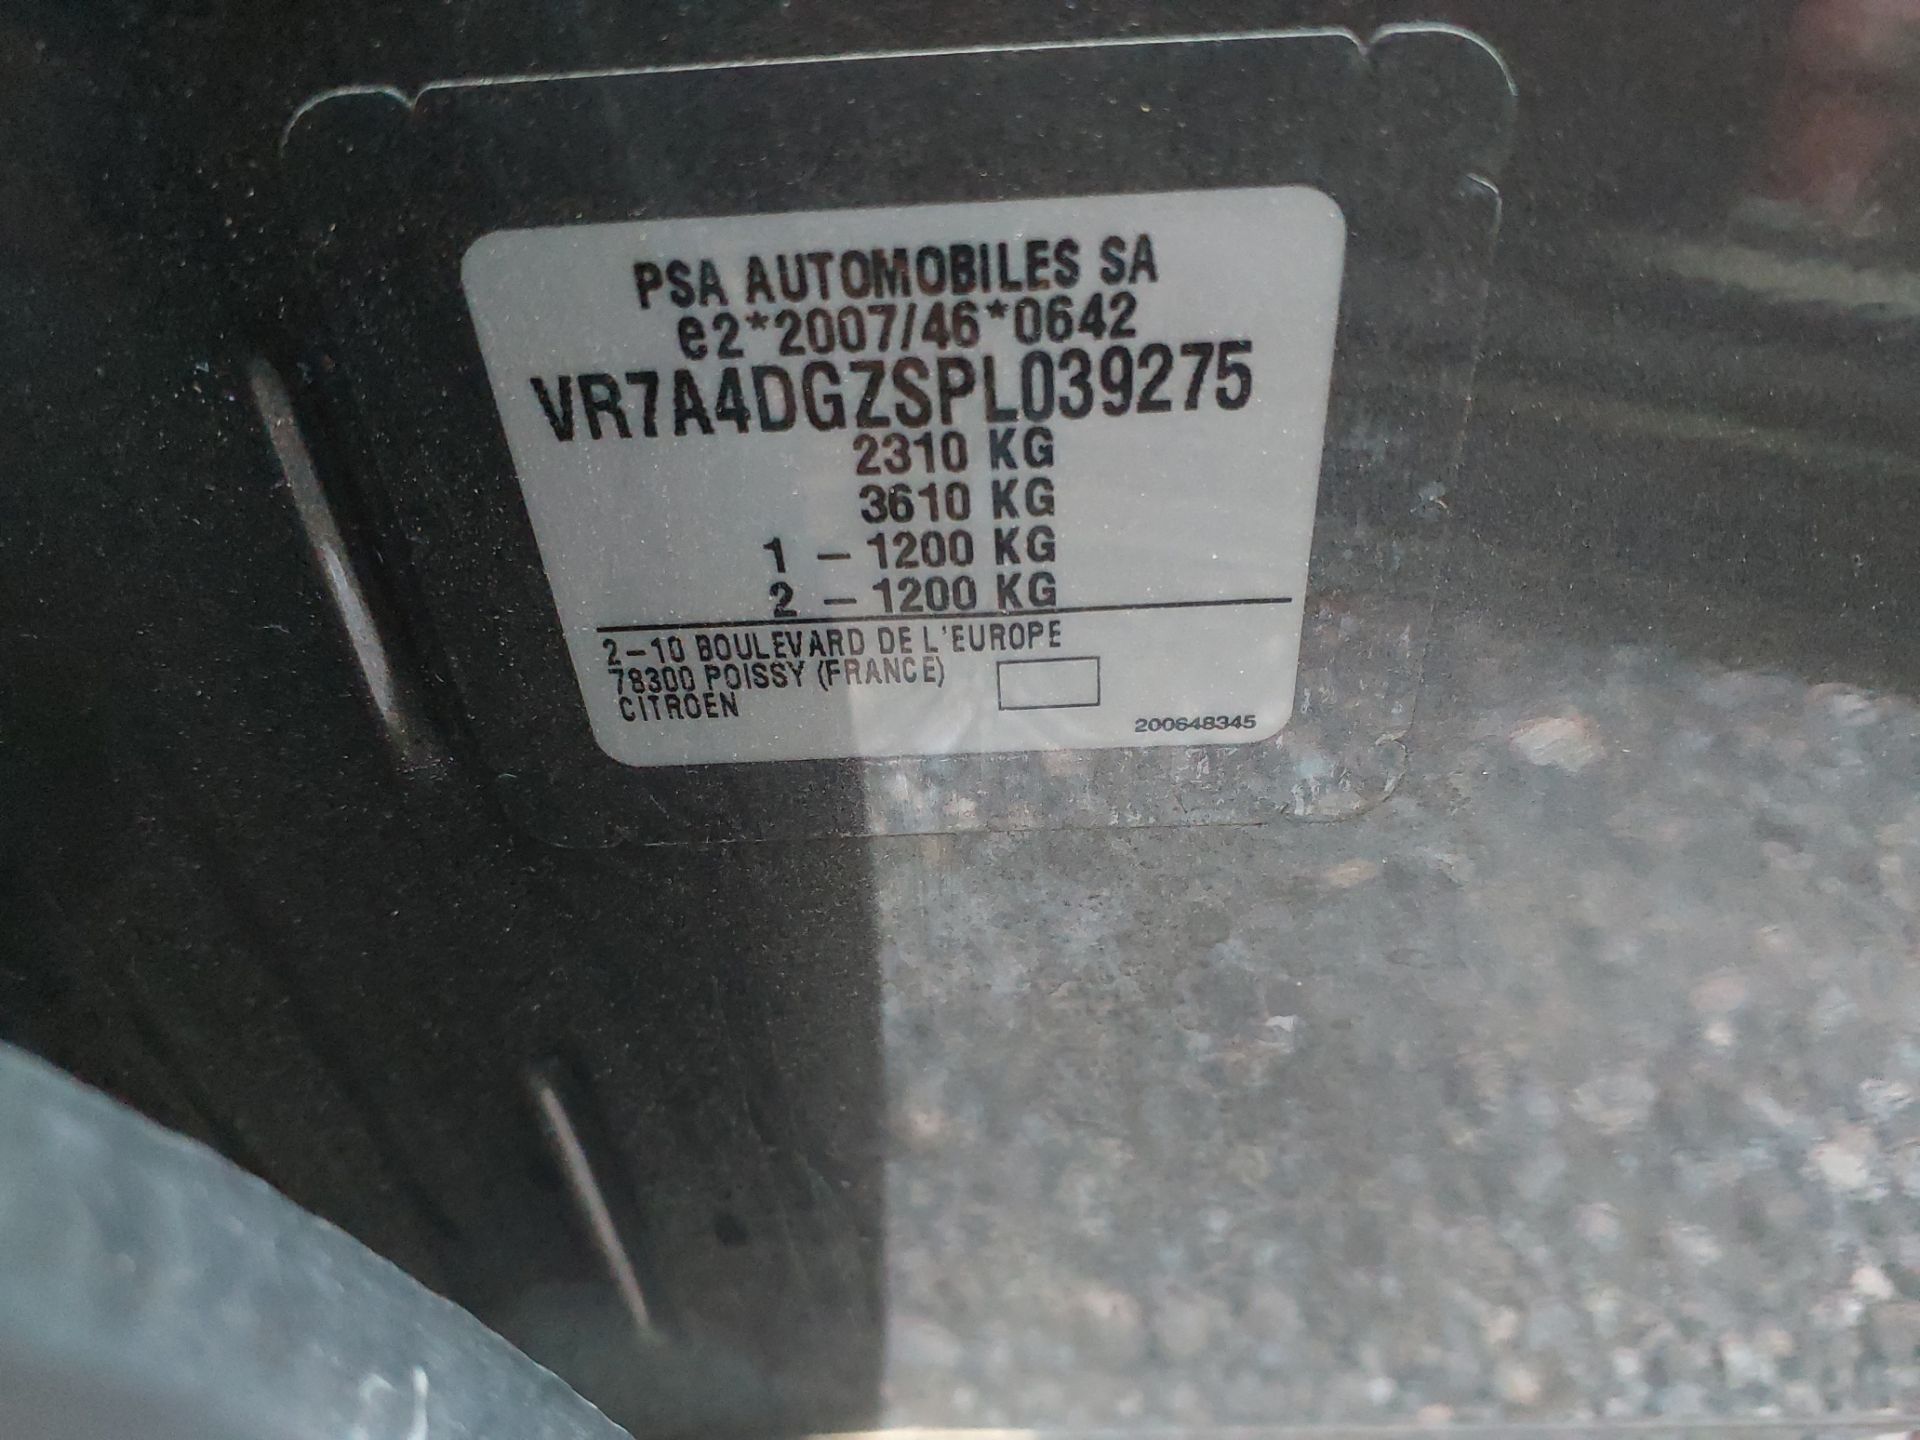 PSA AUTOMOBILES SA
e2*2007/46*0642
VR7A4DGZSPL039275
2310 KG
3610 KG
1 – 1200 KG
2 – 1200 KG
2–10 BOULEVARD DE L'EUROPE
78300 POISSY (FRANCE)
CITROEN
200648345